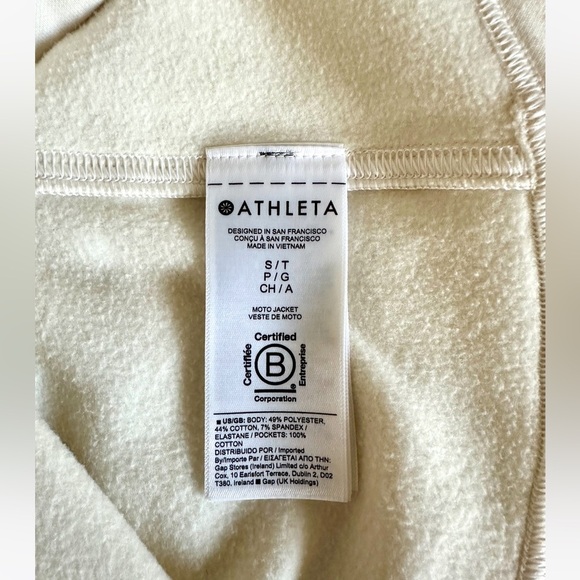 ATHLETA
DESIGNED IN SAN FRANCISCO
CONÇU À SAN FRANCISCO
MADE IN VIETNAM
S / T
P / G
CH / A
MOTO JACKET
VESTE DE MOTO
Certified
Certifiée
B
Entreprise
®
Corporation
■ US/GB: BODY: 49% POLYESTER,
44% COTTON, 7% SPANDEX /
ELASTANE / POCKETS: 100%
COTTON
DISTRIBUIDO POR / Imported
By/Importe Par / ΕΙΣΑΓΕΤΑΙ ΑΠΟ ΤΗΝ:
Gap Stores (Ireland) Limited c/o Arthur
Cox, 10 Earlsfort Terrace, Dublin 2, D02
T380, Ireland ■ Gap (UK Holdings)